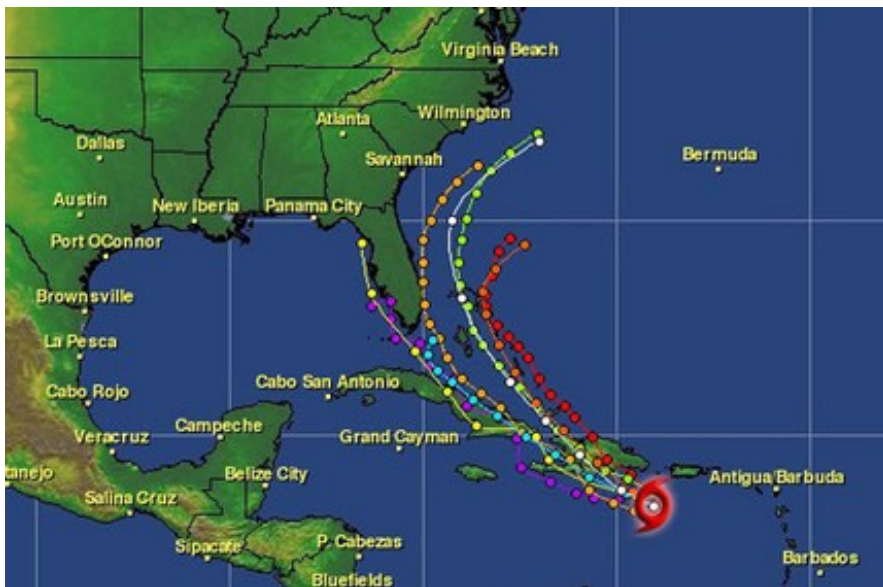 Virginia Beach
Wilmington
Atlanta
Dallas
Savannah
Bermuda
Austin
New Iberia
Panama City
Port OConnor
Brownsville
La Pesca
Cabo San Antonio
Cabo Rojo
Campeche
Grand Cayman
Veracruz
tanejo
Belize City
Antigua/Barbuda
Salina Cruz
Sipacate
P. Cabezas
Barbados
Bluefields